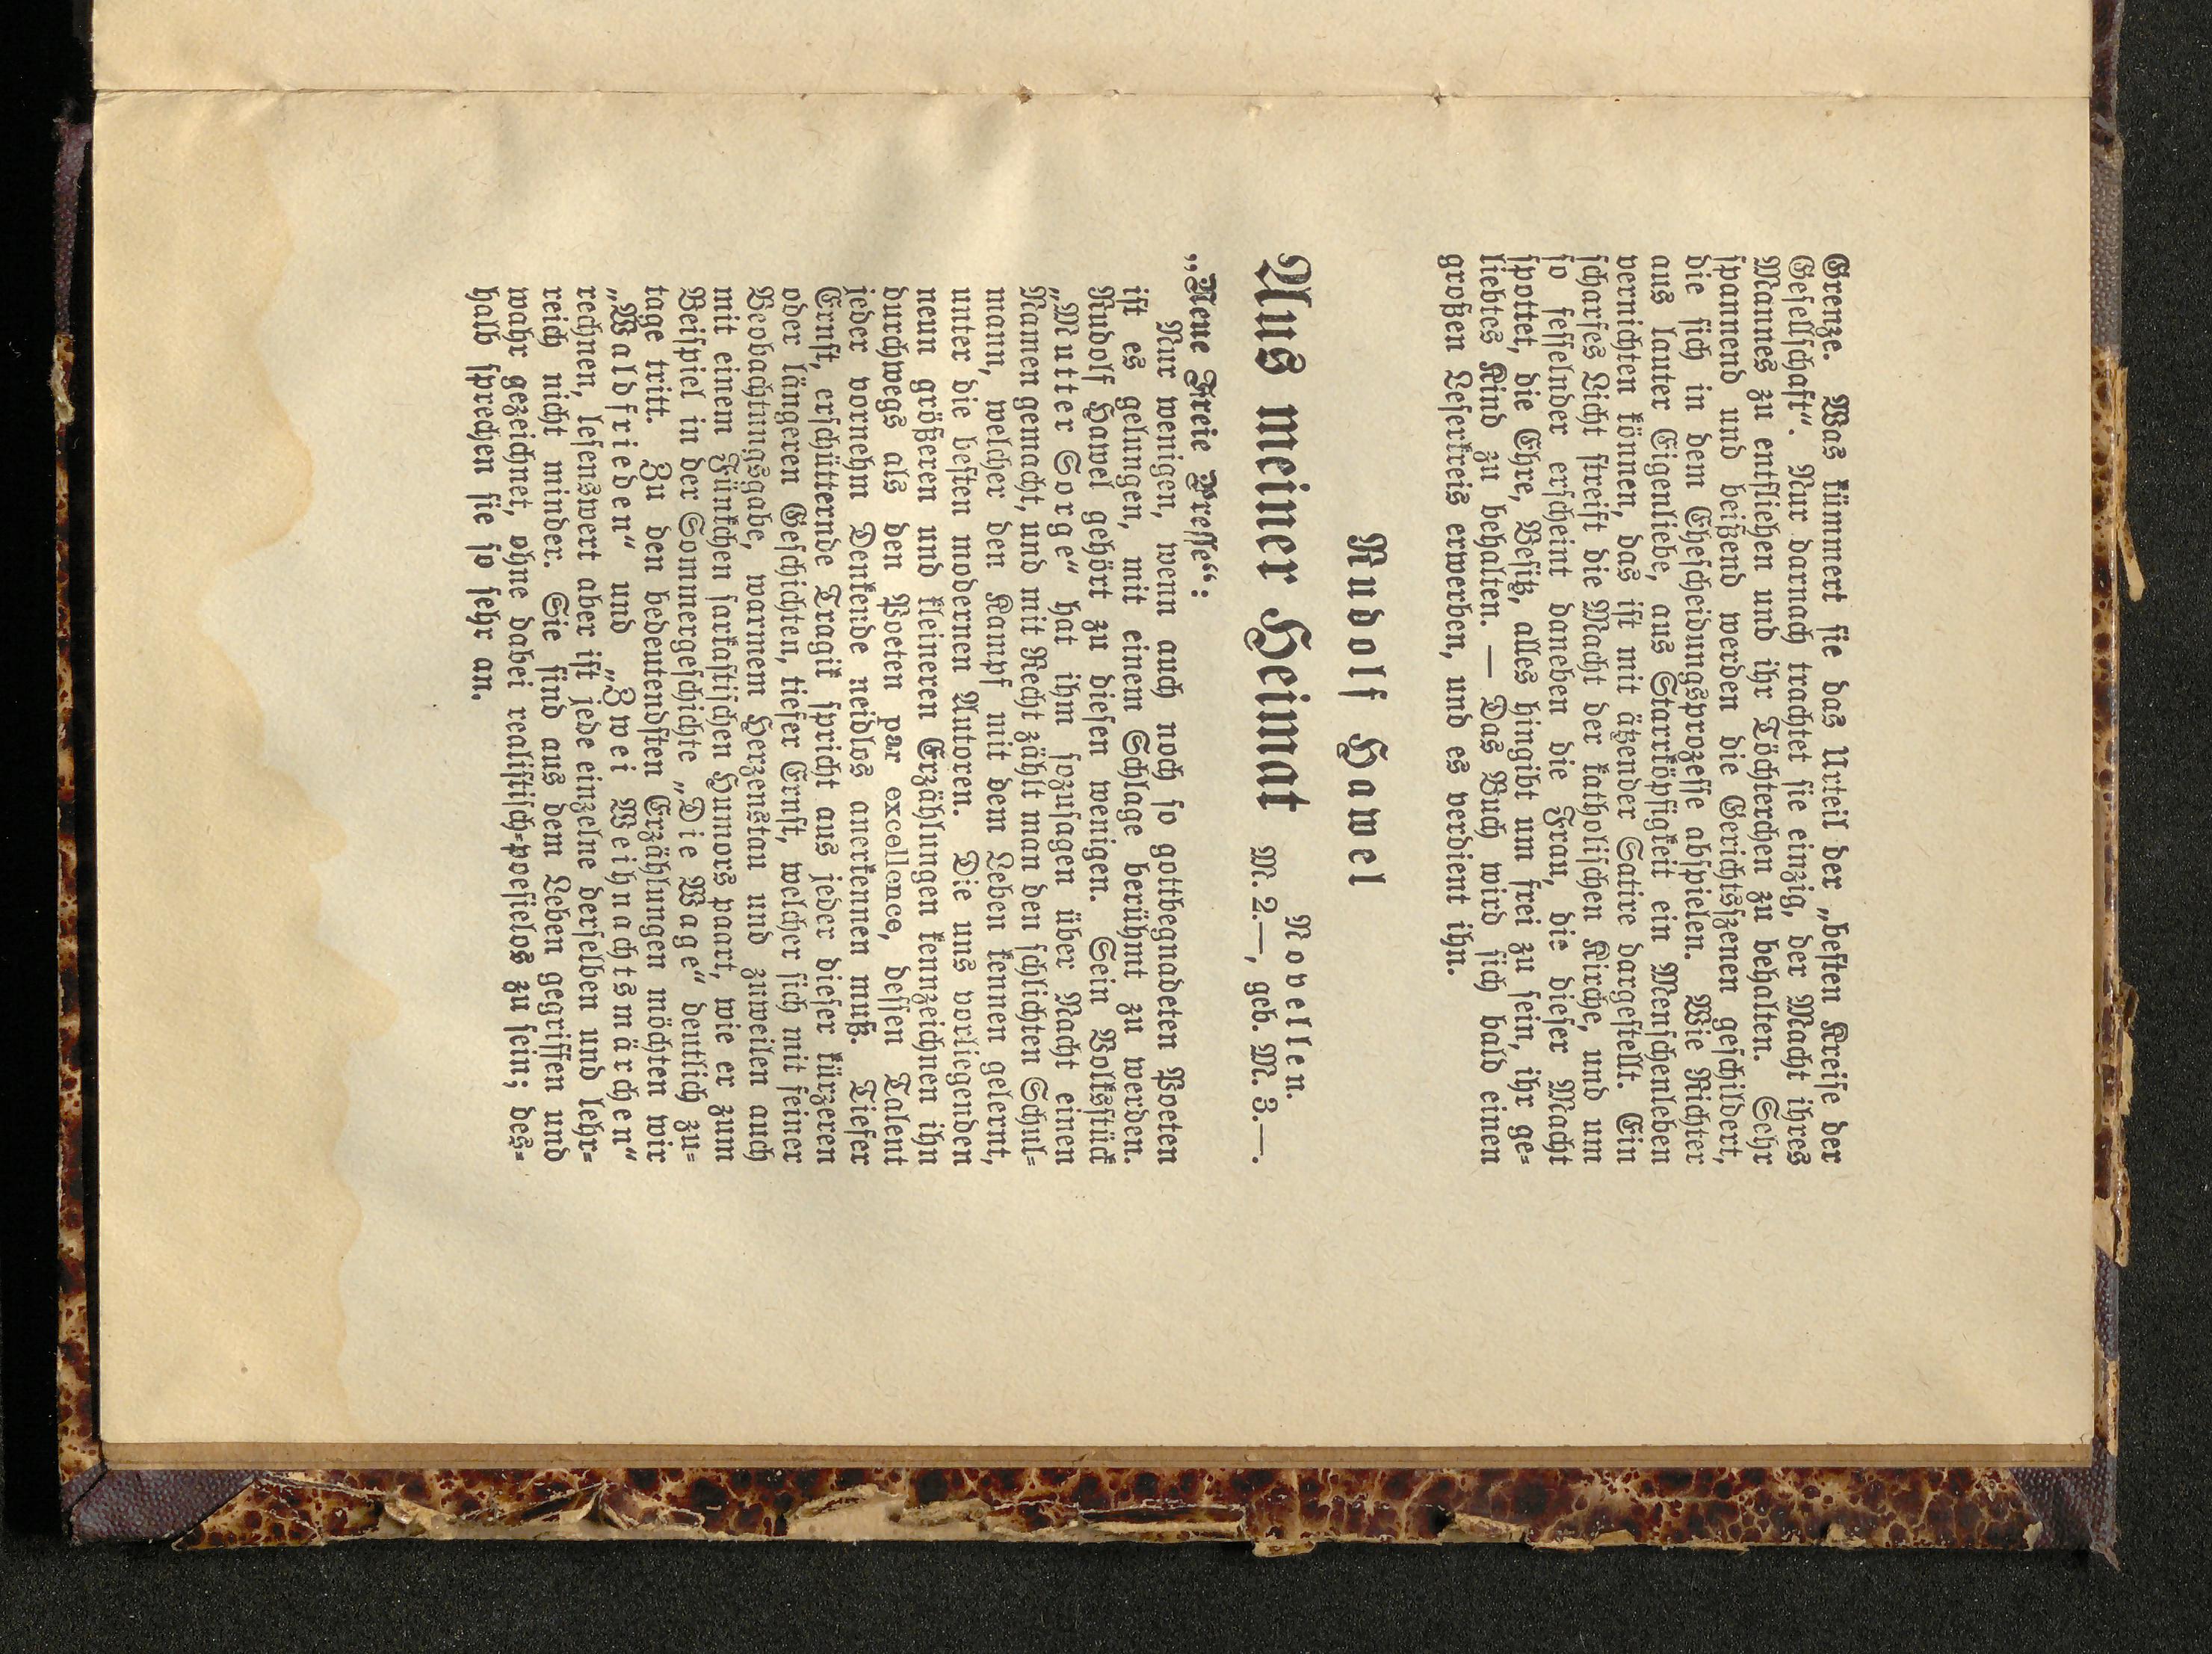 Grenze. Was kümmert sie das Urteil der „besten Kreise der
Gesellschaft“. Nur darnach trachtet sie einzig, der Macht ihres
Mannes zu entfliehen und ihr Töchterchen zu behalten. Sehr
spannend und beißend werden die Gerichtsszenen geschildert,
die sich in dem Ehescheidungsprozesse abspielen. Wie Richter
aus lauter Eigenliebe, aus Starrköpfigkeit ein Menschenleben
vernichten können, das ist mit ätzender Satire dargestellt. Ein
scharfes Licht streift die Macht der katholischen Kirche, und um
so fesselnder erscheint daneben die Frau, die dieser Macht
spottet, die Ehre, Besitz, alles hingibt um frei zu sein, ihr ge-
liebtes Kind zu behalten. — Das Buch wird sich bald einen
großen Leserkreis erwerben, und es verdient ihn.
Rudolf Hawel
Aus meiner Heimat
Novellen.
M. 2.—, geb. M. 3.—.
„Neue Freie Presse“:
Nur wenigen, wenn auch noch so gottbegnadeten Poeten
ist es gelungen, mit einem Schlage berühmt zu werden.
Rudolf Hawel gehört zu diesen wenigen. Sein Volksstück
„Mutter Sorge“ hat ihm sozusagen über Nacht einen
Namen gemacht, und mit Recht zählt man den schlichten Schul-
mann, welcher den Kampf mit dem Leben kennen gelernt,
unter die besten modernen Autoren. Die uns vorliegenden
neun größeren und kleineren Erzählungen kennzeichnen ihn
durchwegs als den Poeten par excellence, dessen Talent
jeder vornehm Denkende neidlos anerkennen muß. Tiefer
Ernst, erschütternde Tragik spricht aus jeder dieser kürzeren
oder längeren Geschichten, tiefer Ernst, welcher sich mit seiner
Beobachtungsgabe, warmem Herzenston und zuweilen auch
mit einem Fünkchen sarkastischen Humors paart, wie er zum
Beispiel in der Sommergeschichte „Die Wage“ deutlich zu-
tage tritt. Zu den bedeutendsten Erzählungen möchten wir
„Waldfrieden“ und „Zwei Weihnachtsmärchen“
rechnen, lesenswert aber ist jede einzelne derselben und lehr-
reich nicht minder. Sie sind aus dem Leben gegriffen und
wahr gezeichnet, ohne dabei realistisch-poesielos zu sein; des-
halb sprechen sie so sehr an.